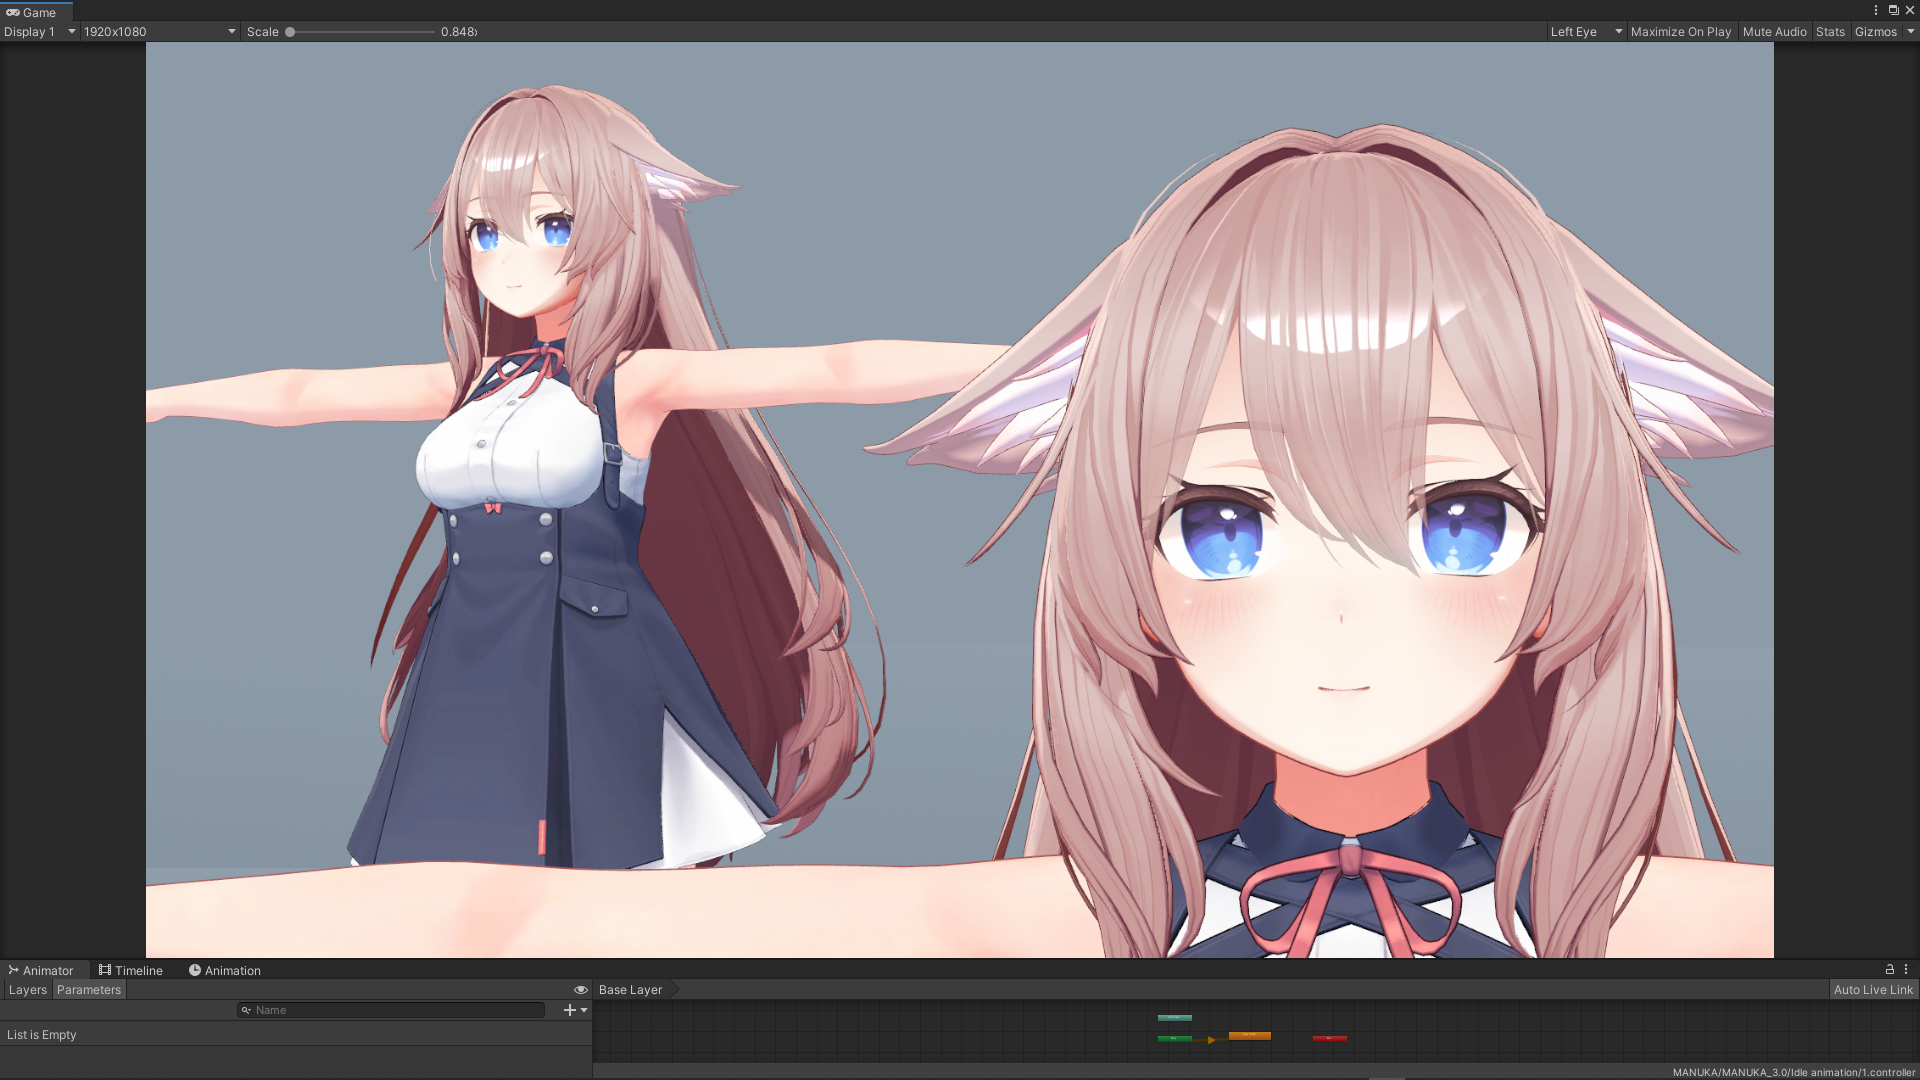 Game
Display 1
1920x1080
Scale
0.848x
Left Eye
Maximize On Play
Mute Audio
Stats
Gizmos
Animator
Timeline
Animation
Layers
Parameters
Base Layer
Auto Live Link
Name
List is Empty
MANUKA/MANUKA_3.0/Idle animation/1.controller